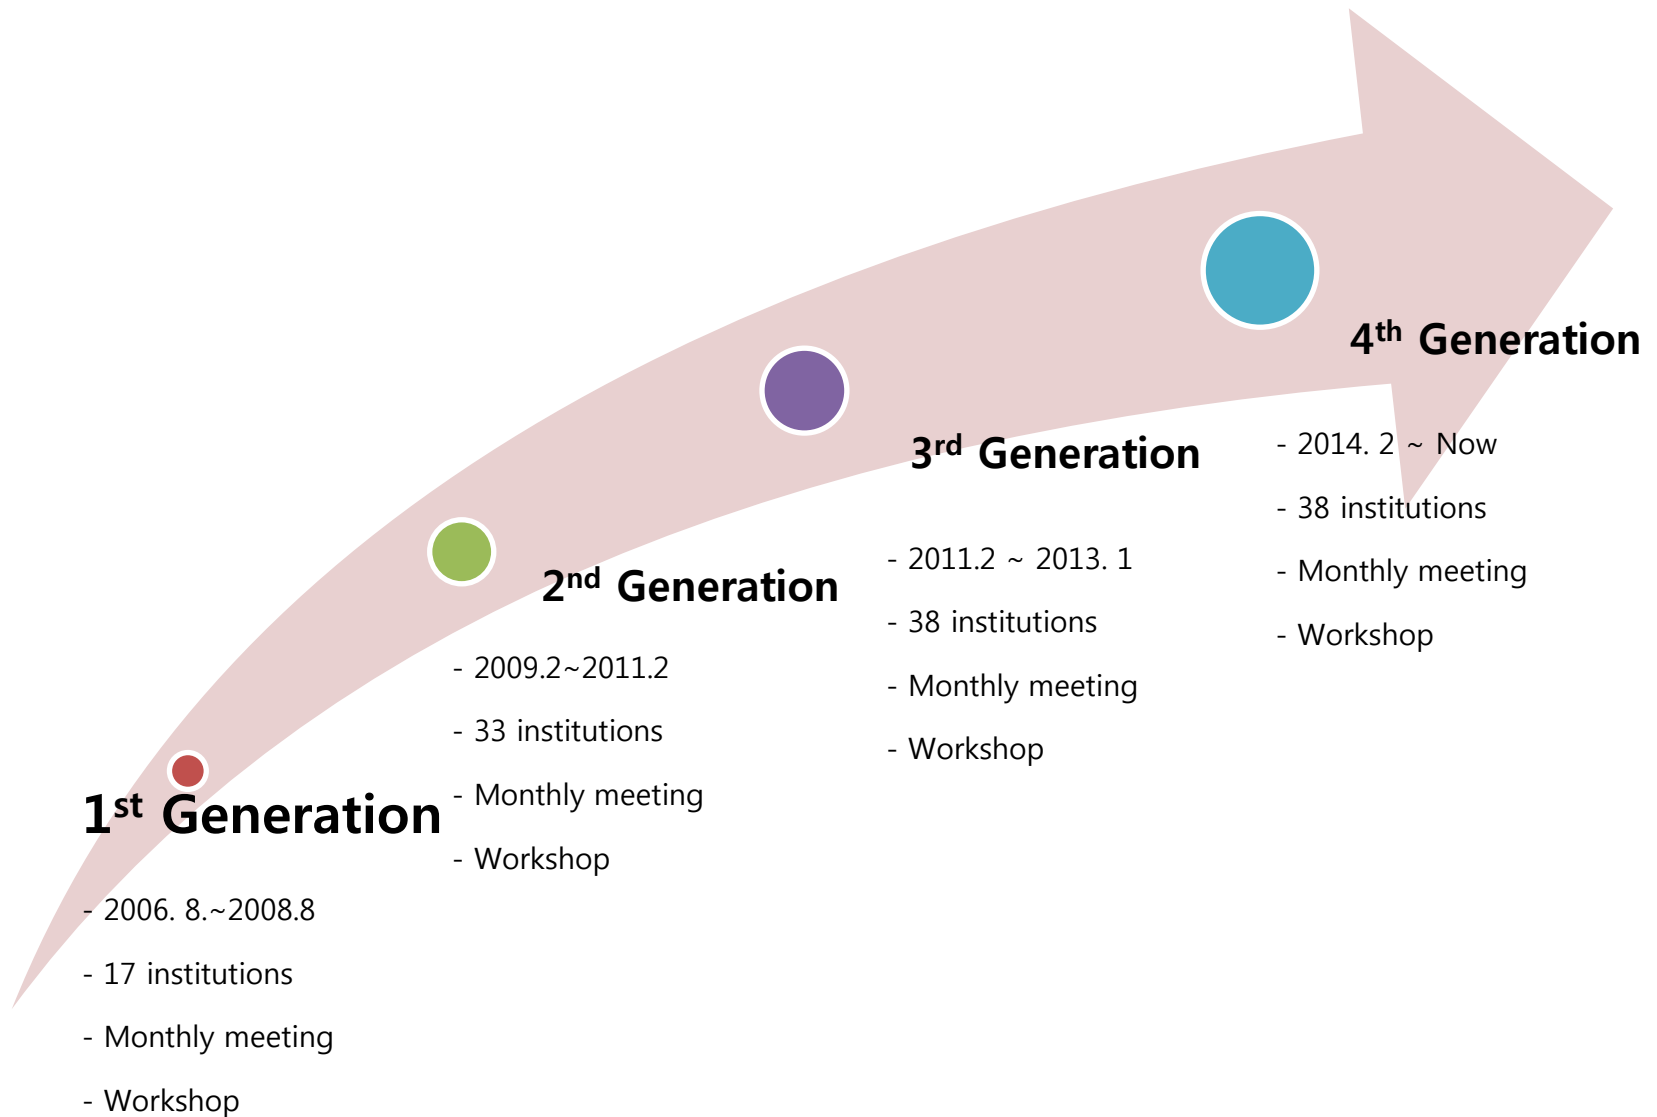 1st Generation
- 2006. 8.~2008.8
- 17 institutions
- Monthly meeting
- Workshop
2nd Generation
- 2009.2~2011.2
- 33 institutions
- Monthly meeting
- Workshop
3rd Generation
- 2011.2 ~ 2013. 1
- 38 institutions
- Monthly meeting
- Workshop
4th Generation
- 2014. 2 ~ Now
- 38 institutions
- Monthly meeting
- Workshop